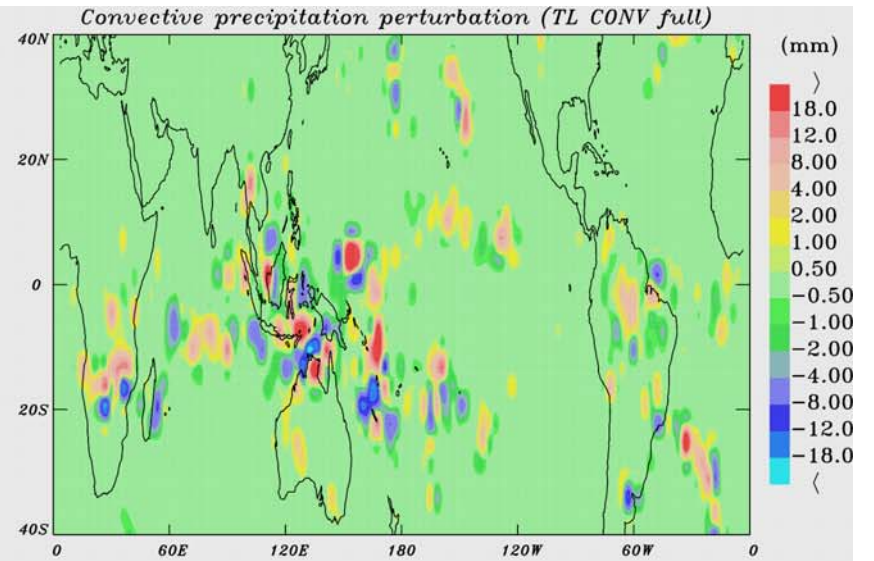 Convective precipitation perturbation (TL CONV full)
40N
20N
0
20S
40S
0 60E 120E 180 120W 60W 0
(mm)
>
18.0
12.0
8.00
4.00
2.00
1.00
0.50
−0.50
−1.00
−2.00
−4.00
−8.00
−12.0
−18.0
<